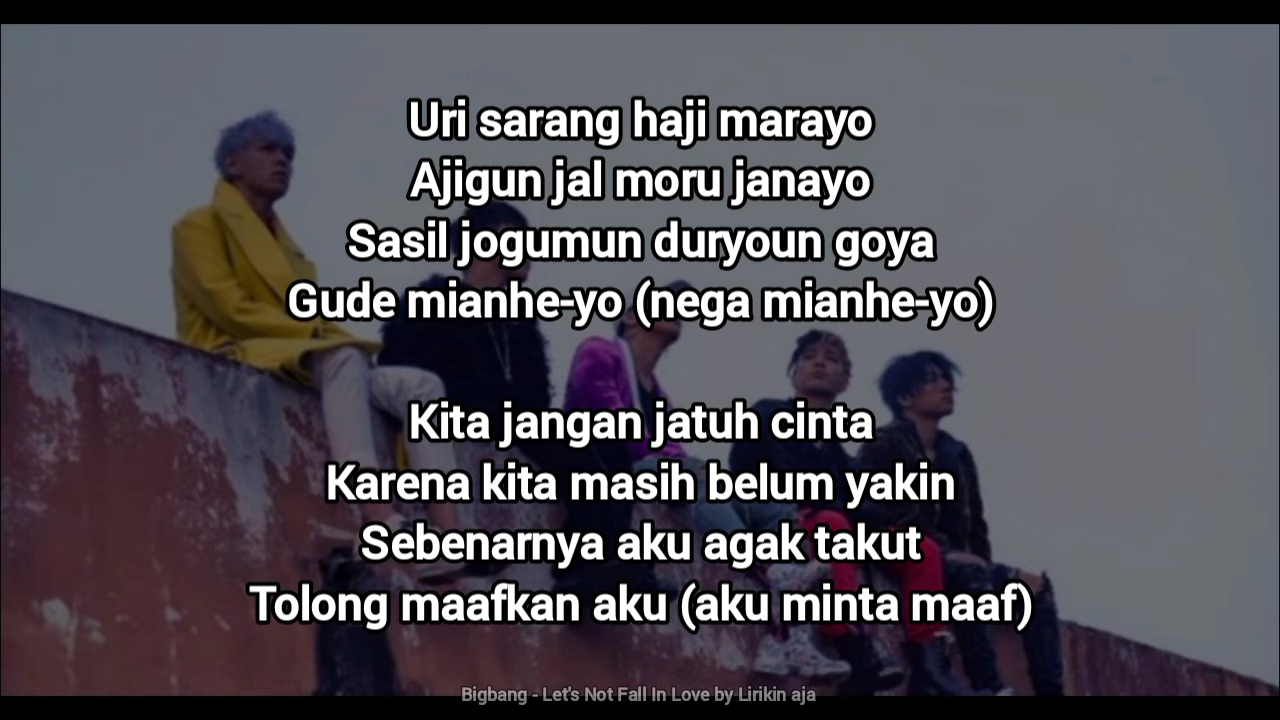 Uri sarang haji marayo
Ajigun jal moru janayo
Sasil jogumun duryoun goya
Gude mianhe-yo (nega mianhe-yo)
Kita jangan jatuh cinta
Karena kita masih belum yakin
Sebenarnya aku agak takut
Tolong maafkan aku (aku minta maaf)
Bigbang - Let's Not Fall In Love by Lirikin aja